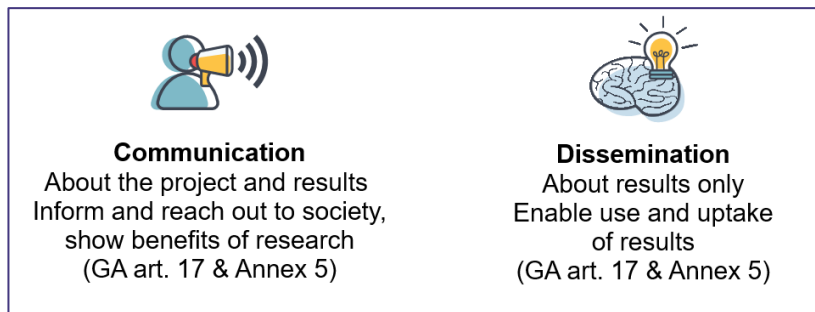 Communication
About the project and results
Inform and reach out to society,
show benefits of research
(GA art. 17 & Annex 5)
Dissemination
About results only
Enable use and uptake
of results
(GA art. 17 & Annex 5)